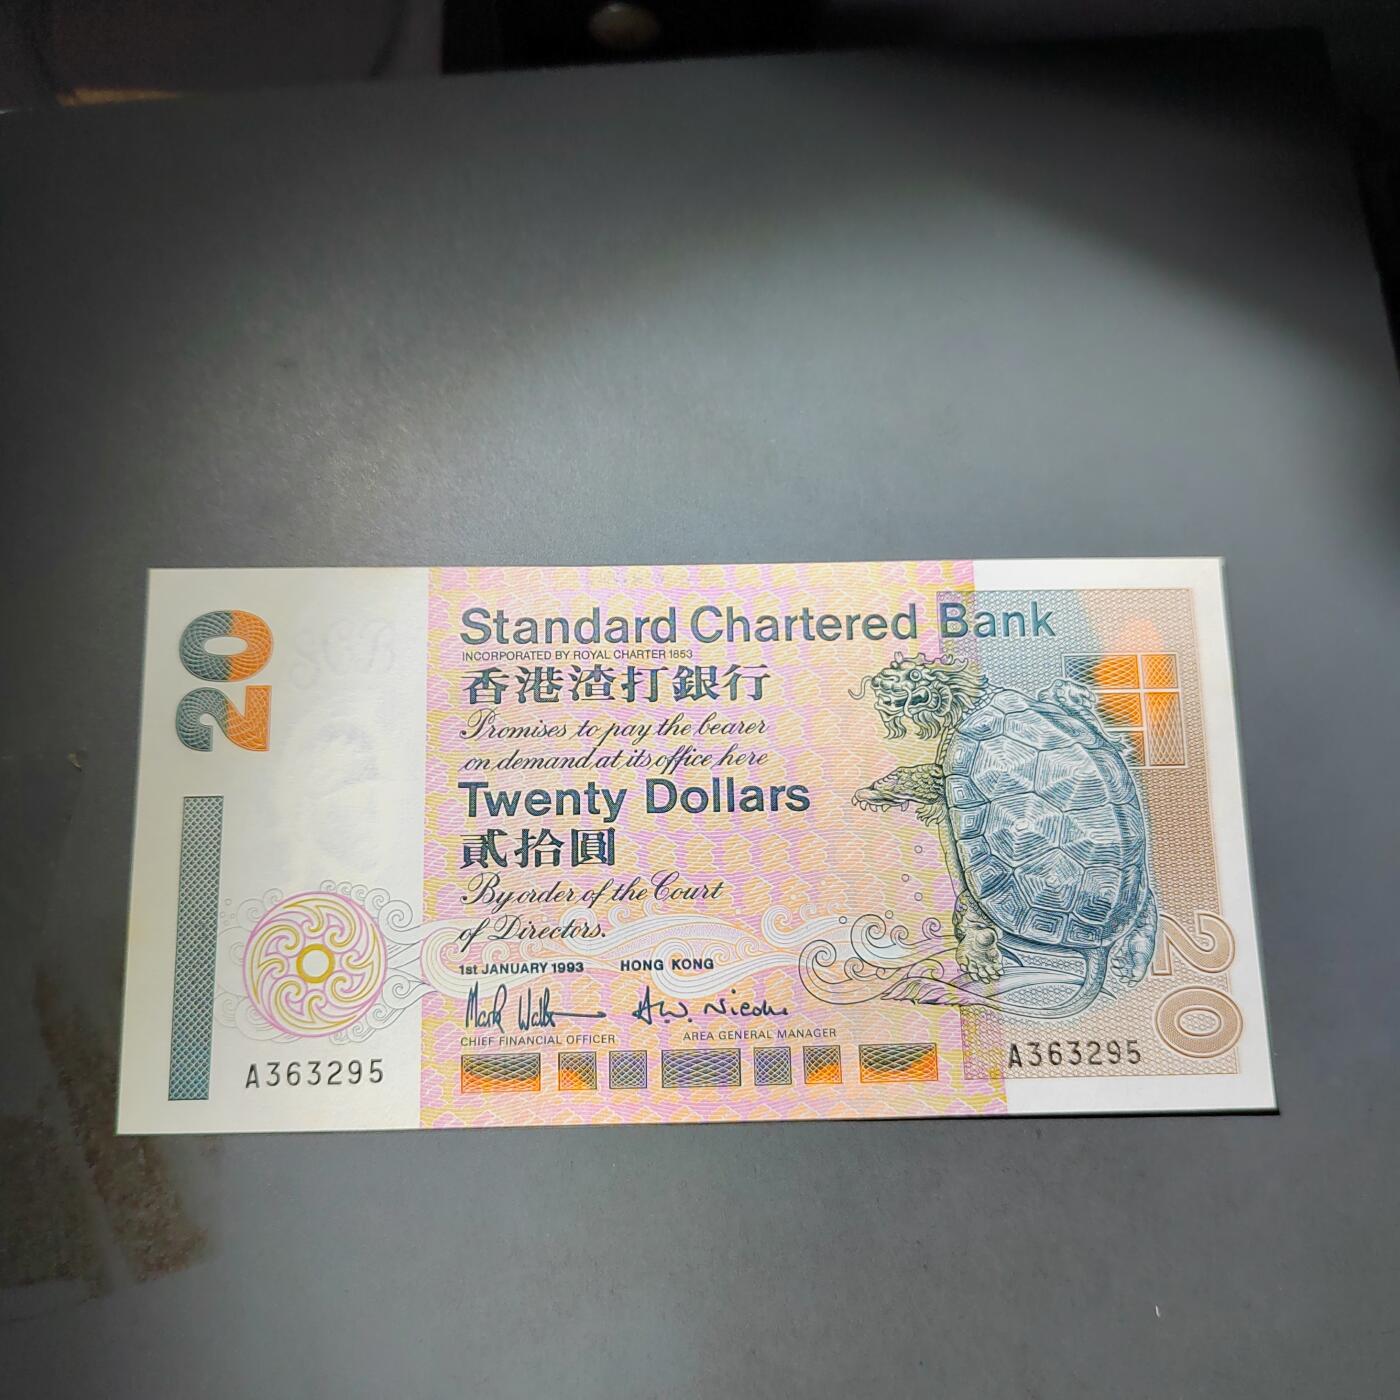 20
Standard Chartered Bank
INCORPORATED BY ROYAL CHARTER 1853
香港渣打銀行
Promises to pay the bearer
on demand at its office here
Twenty Dollars
貳拾圓
By order of the Court
of Directors.
1st JANUARY 1993 HONG KONG
CHIEF FINANCIAL OFFICER AREA GENERAL MANAGER
A363295 A363295
20